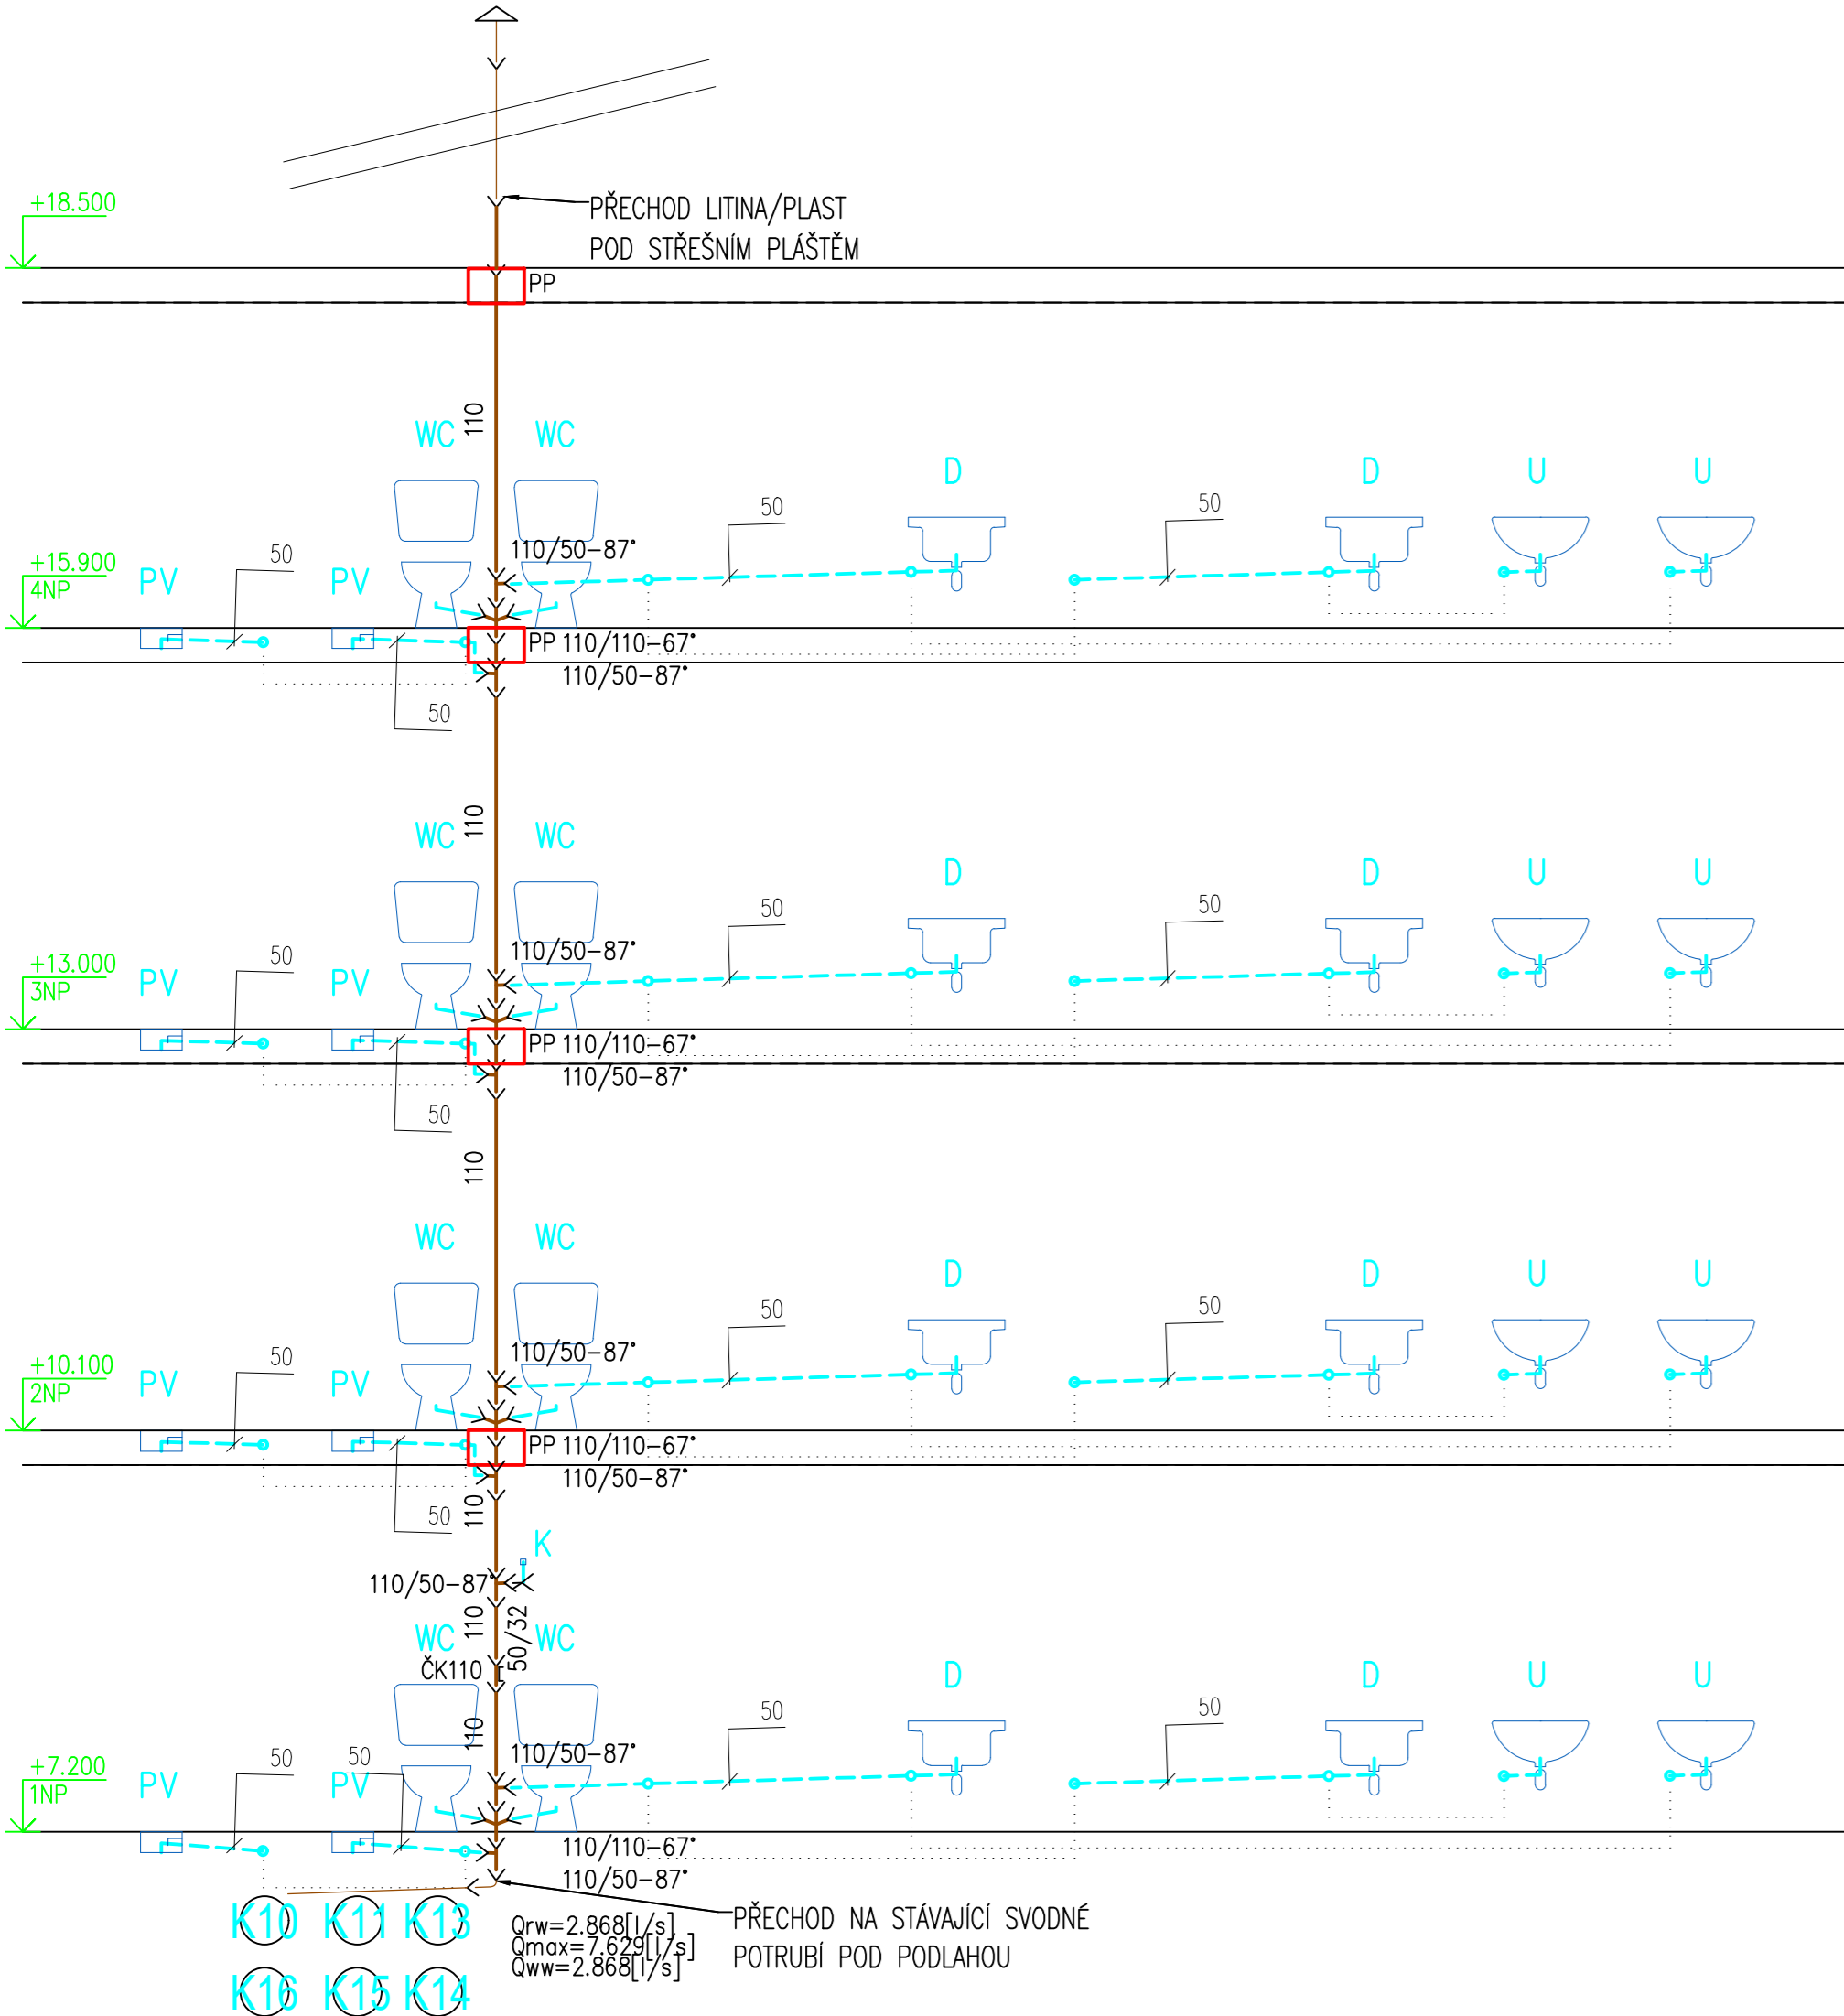 +18.500
PŘECHOD LITINA/PLAST
POD STŘEŠNÍM PLÁŠTĚM
PP
110
WC WC
D D U U
50 50
50
110/50-87°
+15.900
4NP
PV PV
PP 110/110-67°
110/50-87°
50
110
WC WC
D D U U
50 50
50
110/50-87°
+13.000
3NP
PV PV
PP 110/110-67°
110/50-87°
50
110
WC WC
D D U U
50 50
50
110/50-87°
+10.100
2NP
PV PV
PP 110/110-67°
110/50-87°
110
50
K
110/50-87°
110
50/32
WC WC
ČK110
D D U U
50 50
110
50 50
110/50-87°
+7.200
1NP
PV PV
110/110-67°
110/50-87°
K10 K11 K13
Qrw=2.868[l/s]
Qmax=7.629[l/s]
Qww=2.868[l/s]
PŘECHOD NA STÁVAJÍCÍ SVODNÉ
POTRUBÍ POD PODLAHOU
K16 K15 K14